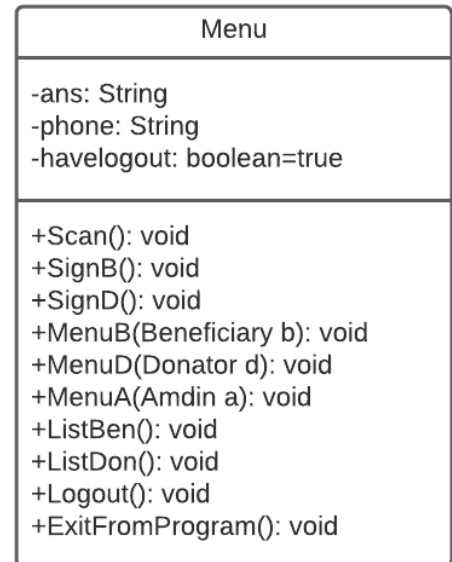 Menu
-ans: String
-phone: String
-havelogout: boolean=true
+Scan(): void
+SignB(): void
+SignD(): void
+MenuB(Beneficiary b): void
+MenuD(Donator d): void
+MenuA(Amdin a): void
+ListBen(): void
+ListDon(): void
+Logout(): void
+ExitFromProgram(): void